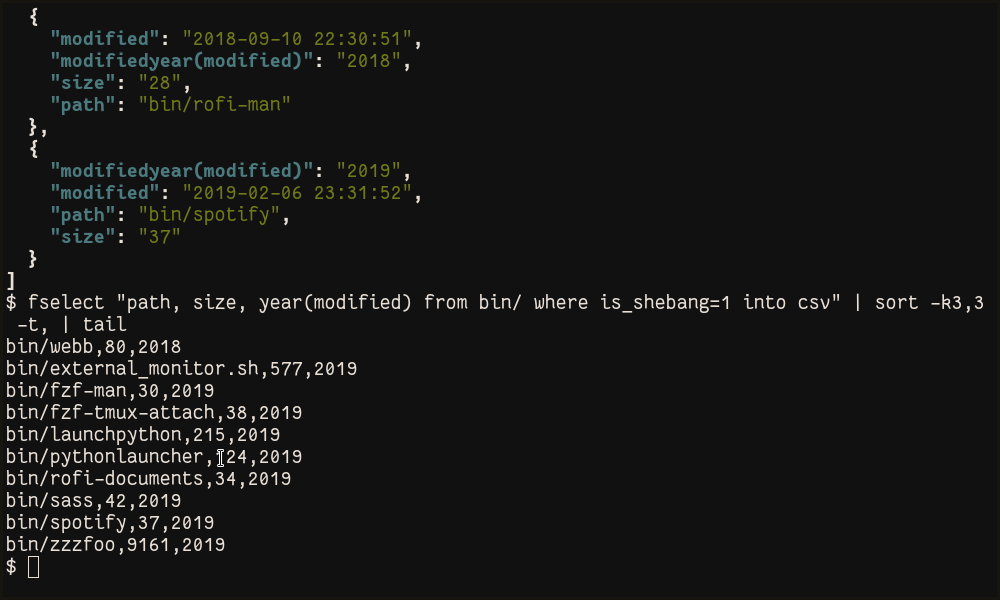 {
"modified": "2018-09-10 22:30:51",
"modifiedyear(modified)": "2018",
"size": "28",
"path": "bin/rofi-man"
},
{
"modifiedyear(modified)": "2019",
"modified": "2019-02-06 23:31:52",
"path": "bin/spotify",
"size": "37"
}
]
$ fselect "path, size, year(modified) from bin/ where is_shebang=1 into csv" | sort -k3,3
-t, | tail
bin/webb,80,2018
bin/external_monitor.sh,577,2019
bin/fzf-man,30,2019
bin/fzf-tmux-attach,38,2019
bin/launchpython,215,2019
bin/pythonlauncher,
bin/rofi-documents,34,2019
bin/sass,42,2019
bin/spotify,37,2019
bin/zzzfoo,9161,2019
$